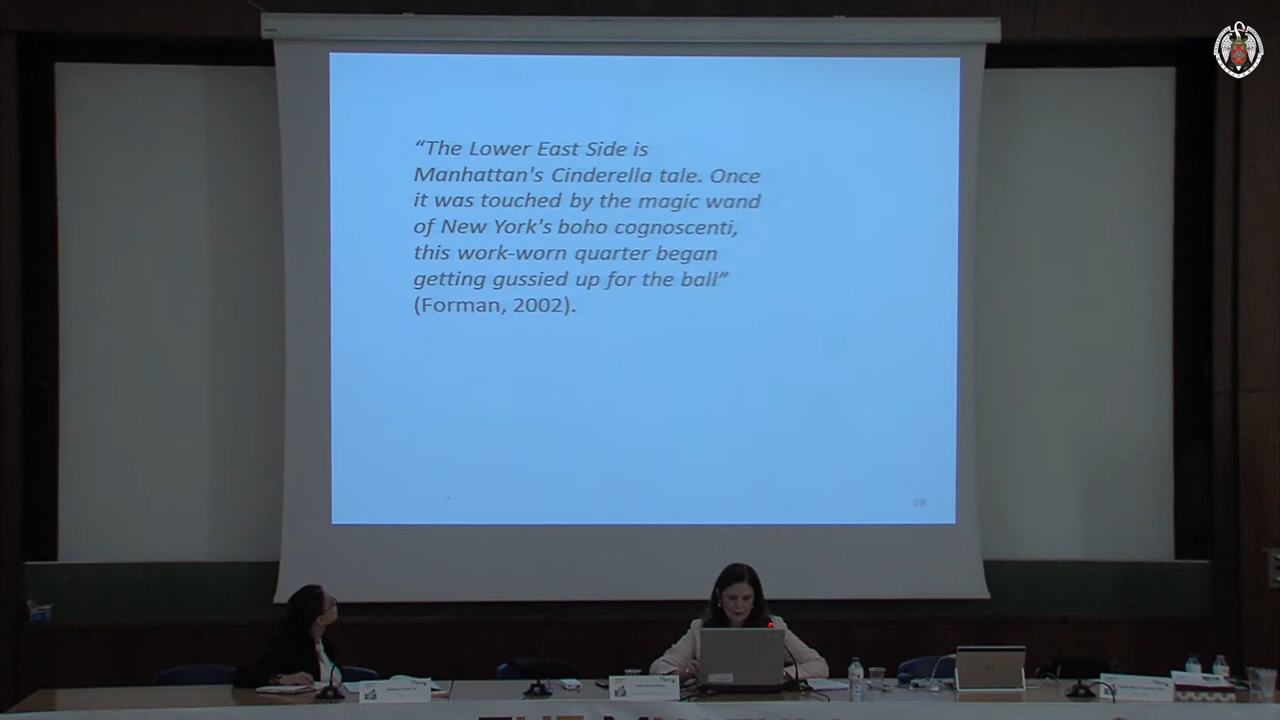 “The Lower East Side is
Manhattan's Cinderella tale. Once
it was touched by the magic wand
of New York's boho cognoscenti,
this work-worn quarter began
getting gussied up for the ball”
(Forman, 2002).
28